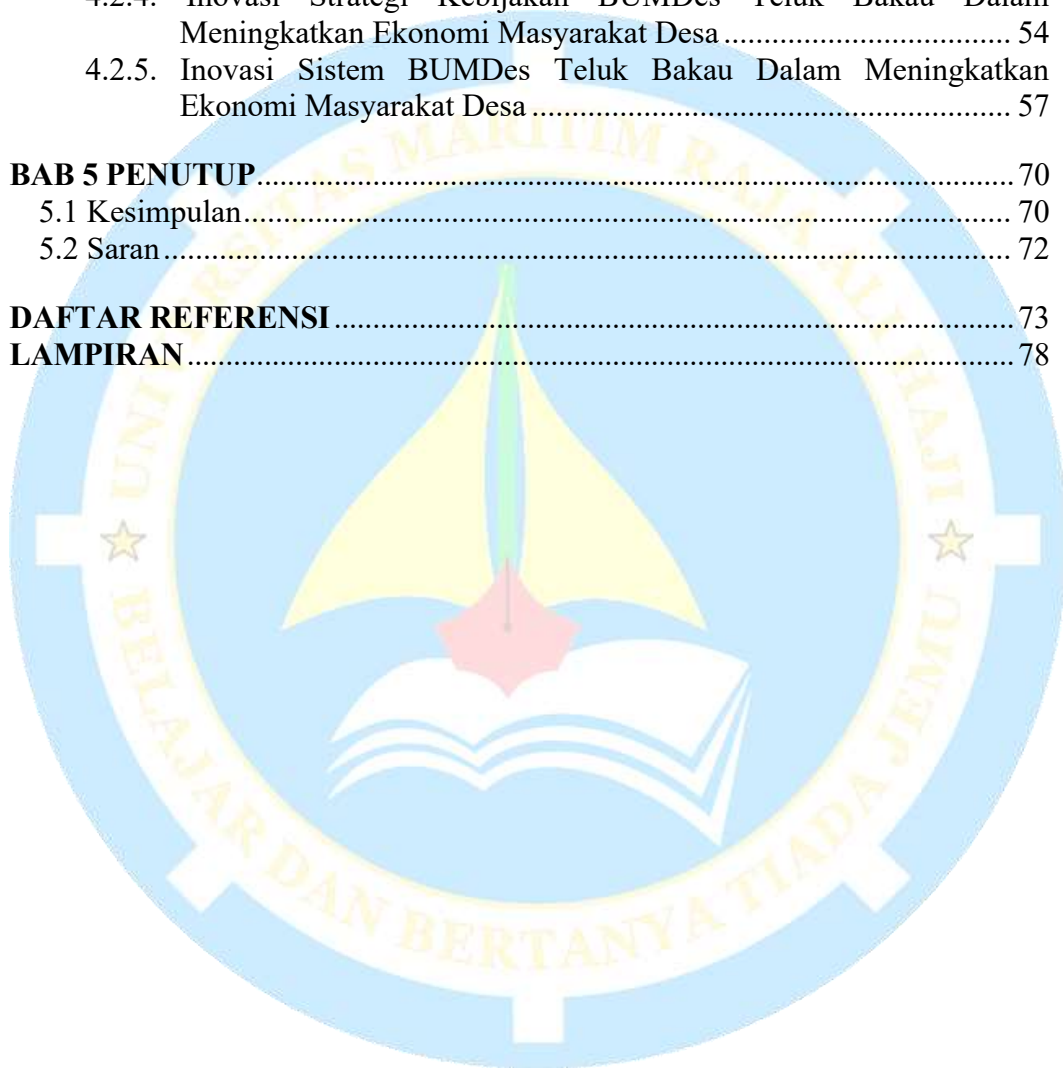 4.2.4. Inovasi Strategi Kebijakan BUMDes Teluk Bakau Dalam
Meningkatkan Ekonomi Masyarakat Desa ................................... 54
4.2.5. Inovasi Sistem BUMDes Teluk Bakau Dalam Meningkatkan
Ekonomi Masyarakat Desa ........................................................... 57
BAB 5 PENUTUP ............................................................................................. 70
5.1 Kesimpulan ............................................................................................. 70
5.2 Saran ....................................................................................................... 72
DAFTAR REFERENSI .................................................................................... 73
LAMPIRAN ...................................................................................................... 78
UNIVERSITAS MARITIM RAJA ALI HAJI
BELAJAR DAN BERTANYA TIADA JEMU